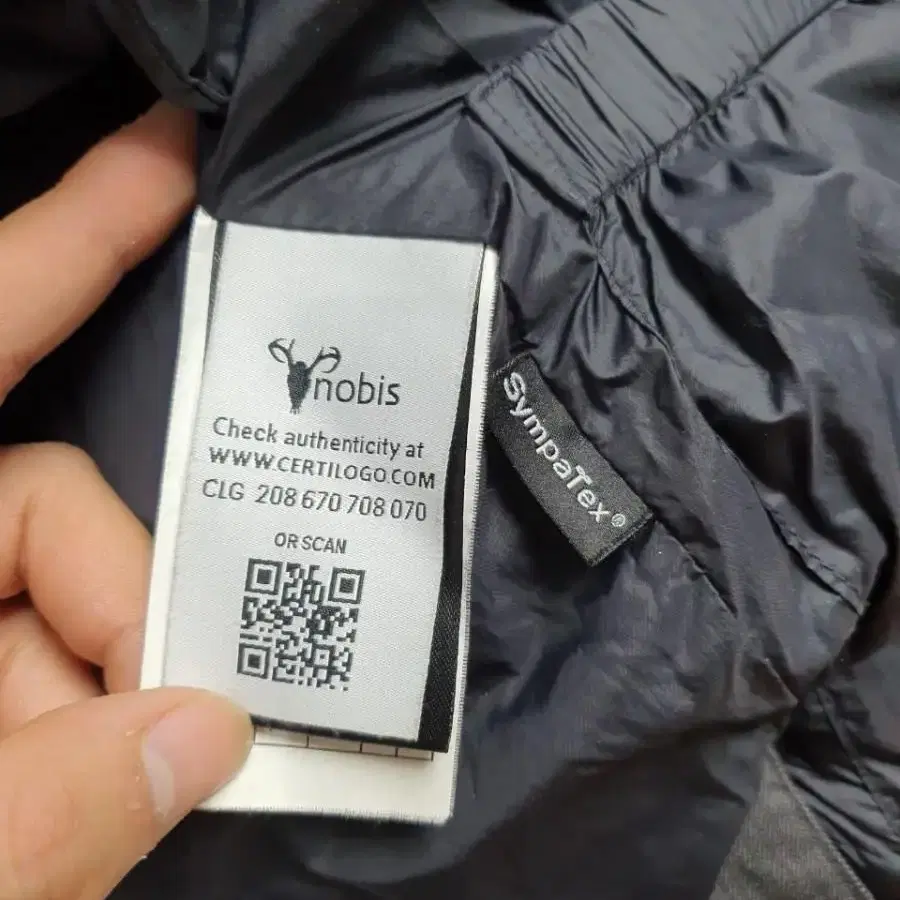 nobis
Check authenticity at
WWW.CERTILOGO.COM
CLG 208 670 708 070
OR SCAN
SympaTex®